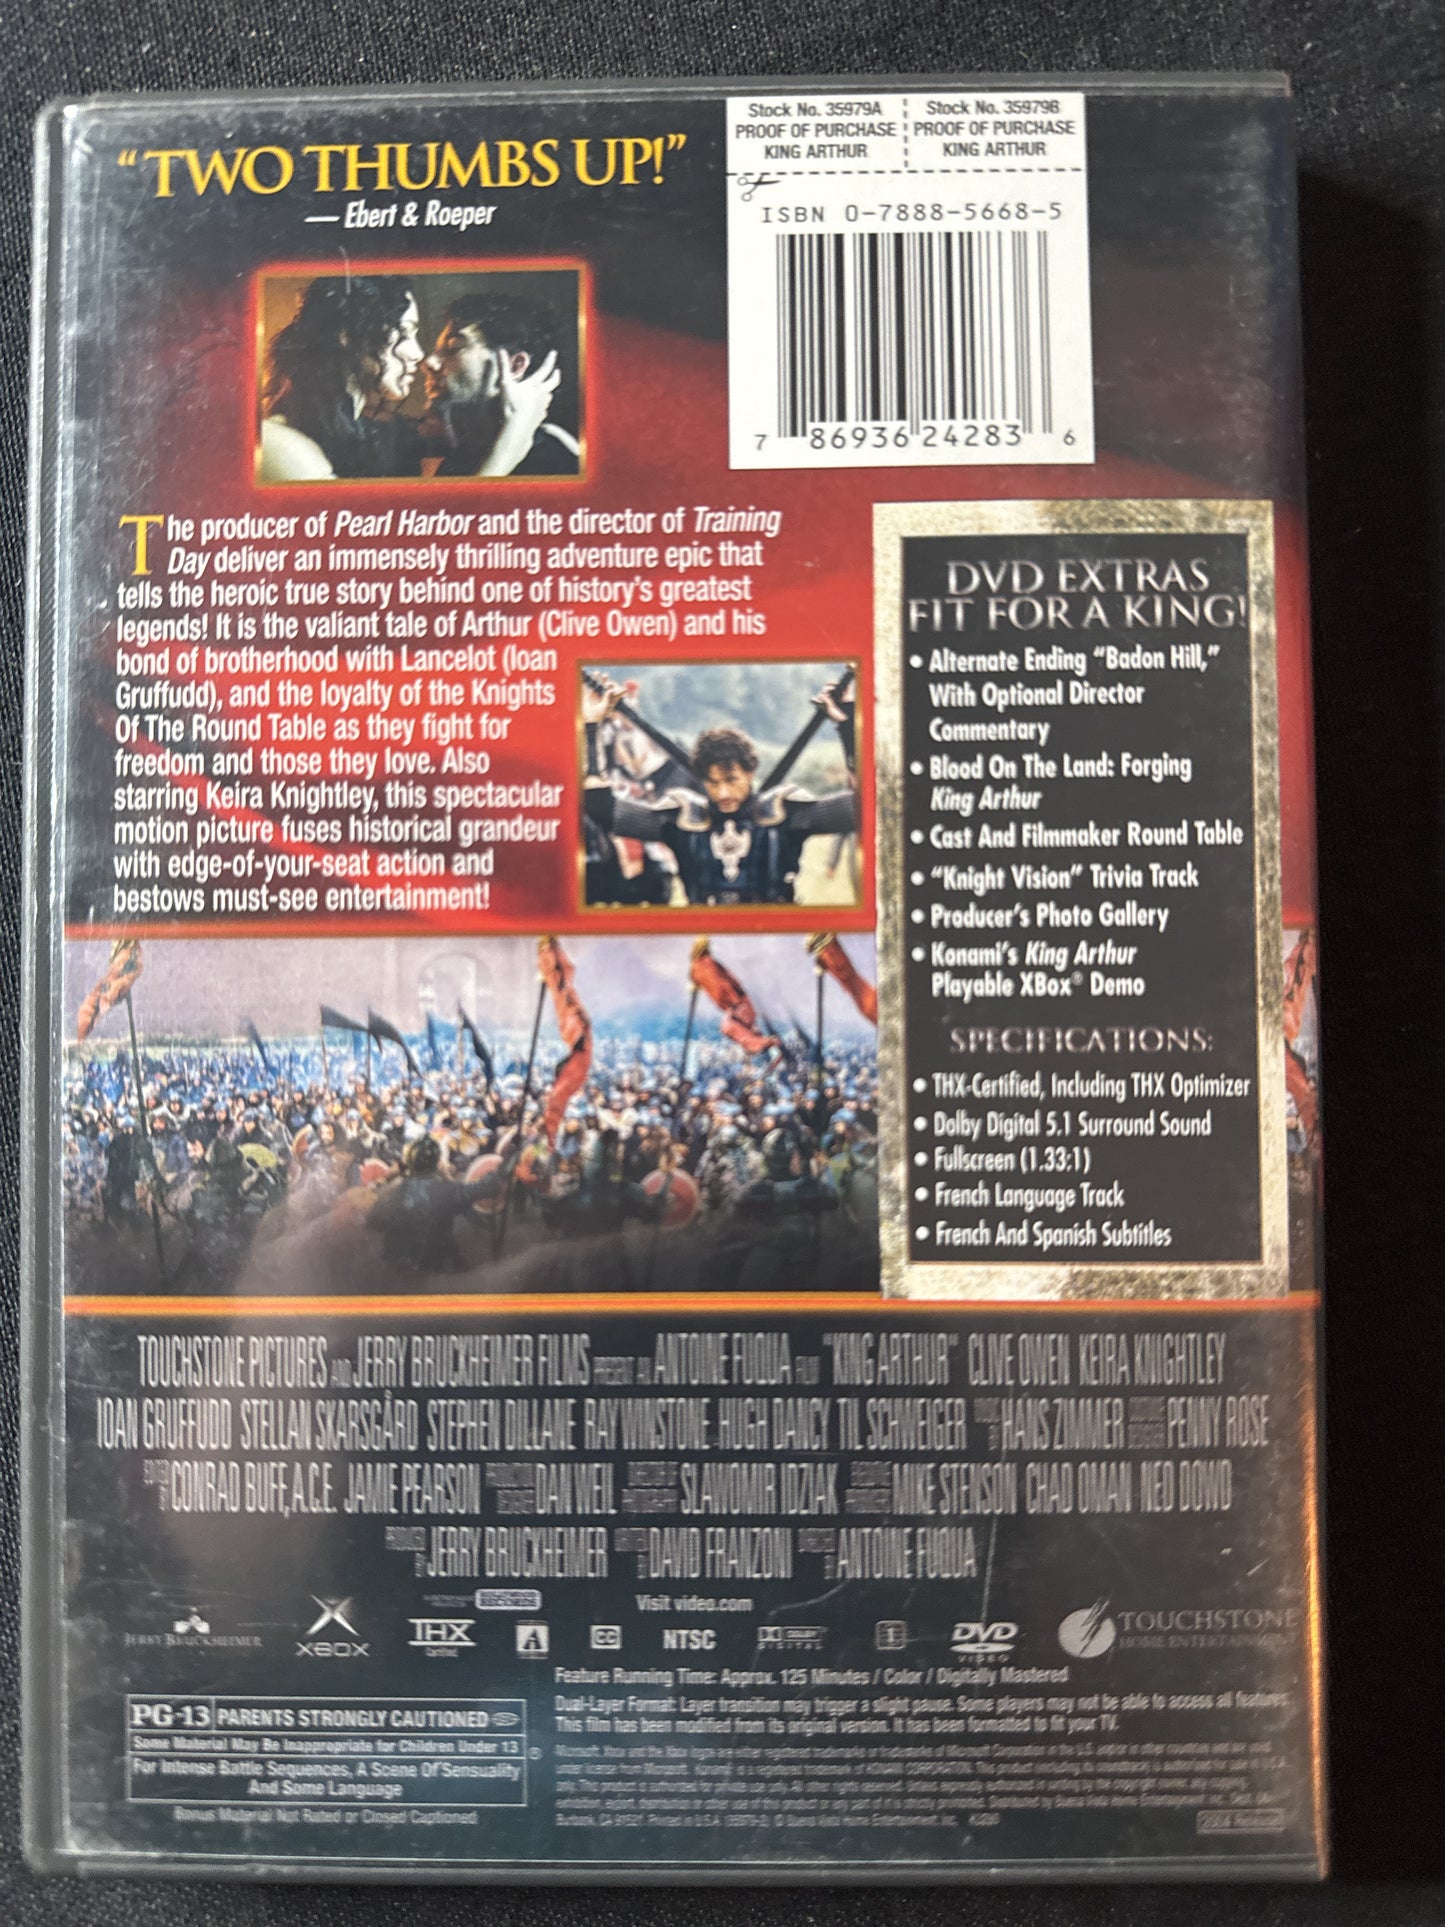 “TWO THUMBS UP!”
— Ebert & Roeper
Stock No. 35979A
PROOF OF PURCHASE
KING ARTHUR
Stock No. 35979B
PROOF OF PURCHASE
KING ARTHUR
ISBN 0-7888-5668-5
7 86936 24283 6
The producer of Pearl Harbor and the director of Training
Day deliver an immensely thrilling adventure epic that
tells the heroic true story behind one of history's greatest
legends! It is the valiant tale of Arthur (Clive Owen) and his
bond of brotherhood with Lancelot (Ioan
Gruffudd), and the loyalty of the Knights
Of The Round Table as they fight for
freedom and those they love. Also
starring Keira Knightley, this spectacular
motion picture fuses historical grandeur
with edge-of-your-seat action and
bestows must-see entertainment!
DVD EXTRAS
FIT FOR A KING!
• Alternate Ending “Badon Hill,”
With Optional Director
Commentary
• Blood On The Land: Forging
King Arthur
• Cast And Filmmaker Round Table
• “Knight Vision” Trivia Track
• Producer's Photo Gallery
• Konami's King Arthur
Playable XBox® Demo
SPECIFICATIONS:
• THX-Certified, Including THX Optimizer
• Dolby Digital 5.1 Surround Sound
• Fullscreen (1.33:1)
• French Language Track
• French And Spanish Subtitles
TOUCHSTONE PICTURES AND JERRY BRUCKHEIMER FILMS PRESENT AN ANTOINE FUQUA FILM "KING ARTHUR" CLIVE OWEN KEIRA KNIGHTLEY
IOAN GRUFFUDD STELLAN SKARSGÅRD STEPHEN DILLANE RAY WINSTONE HUGH DANCY TIL SCHWEIGER HANS ZIMMER PENNY ROSE
CONRAD BUFF, A.C.E. JAMIE PEARSON DAN WEIL SLAWOMIR IDZIAK MIKE STENSON CHAD OMAN NED DOWD
JERRY BRUCKHEIMER DAVID FRANZONI ANTOINE FUQUA
Visit video.com
JERRY BRUCKHEIMER
XBOX
THX
CC
NTSC
DOLBY DIGITAL
DVD VIDEO
TOUCHSTONE
HOME ENTERTAINMENT
Feature Running Time: Approx. 125 Minutes / Color / Digitally Mastered
Dual-Layer Format: Layer transition may trigger a slight pause. Some players may not be able to access all features.
This film has been modified from its original version. It has been formatted to fit your TV.
PG-13 PARENTS STRONGLY CAUTIONED
Some Material May Be Inappropriate for Children Under 13
For Intense Battle Sequences, A Scene Of Sensuality
And Some Language
Bonus Material Not Rated or Closed Captioned